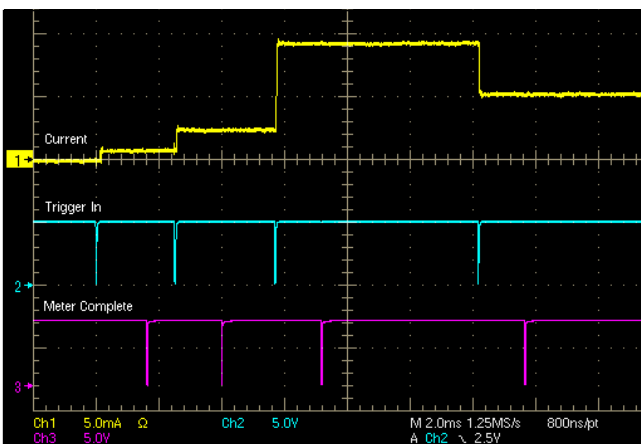 Current
1
Trigger In
2
Meter Complete
3
Ch1 5.0mA Ω Ch2 5.0V M 2.0ms 1.25MS/s 800ns/pt
Ch3 5.0V A Ch2 ∖ 2.5V